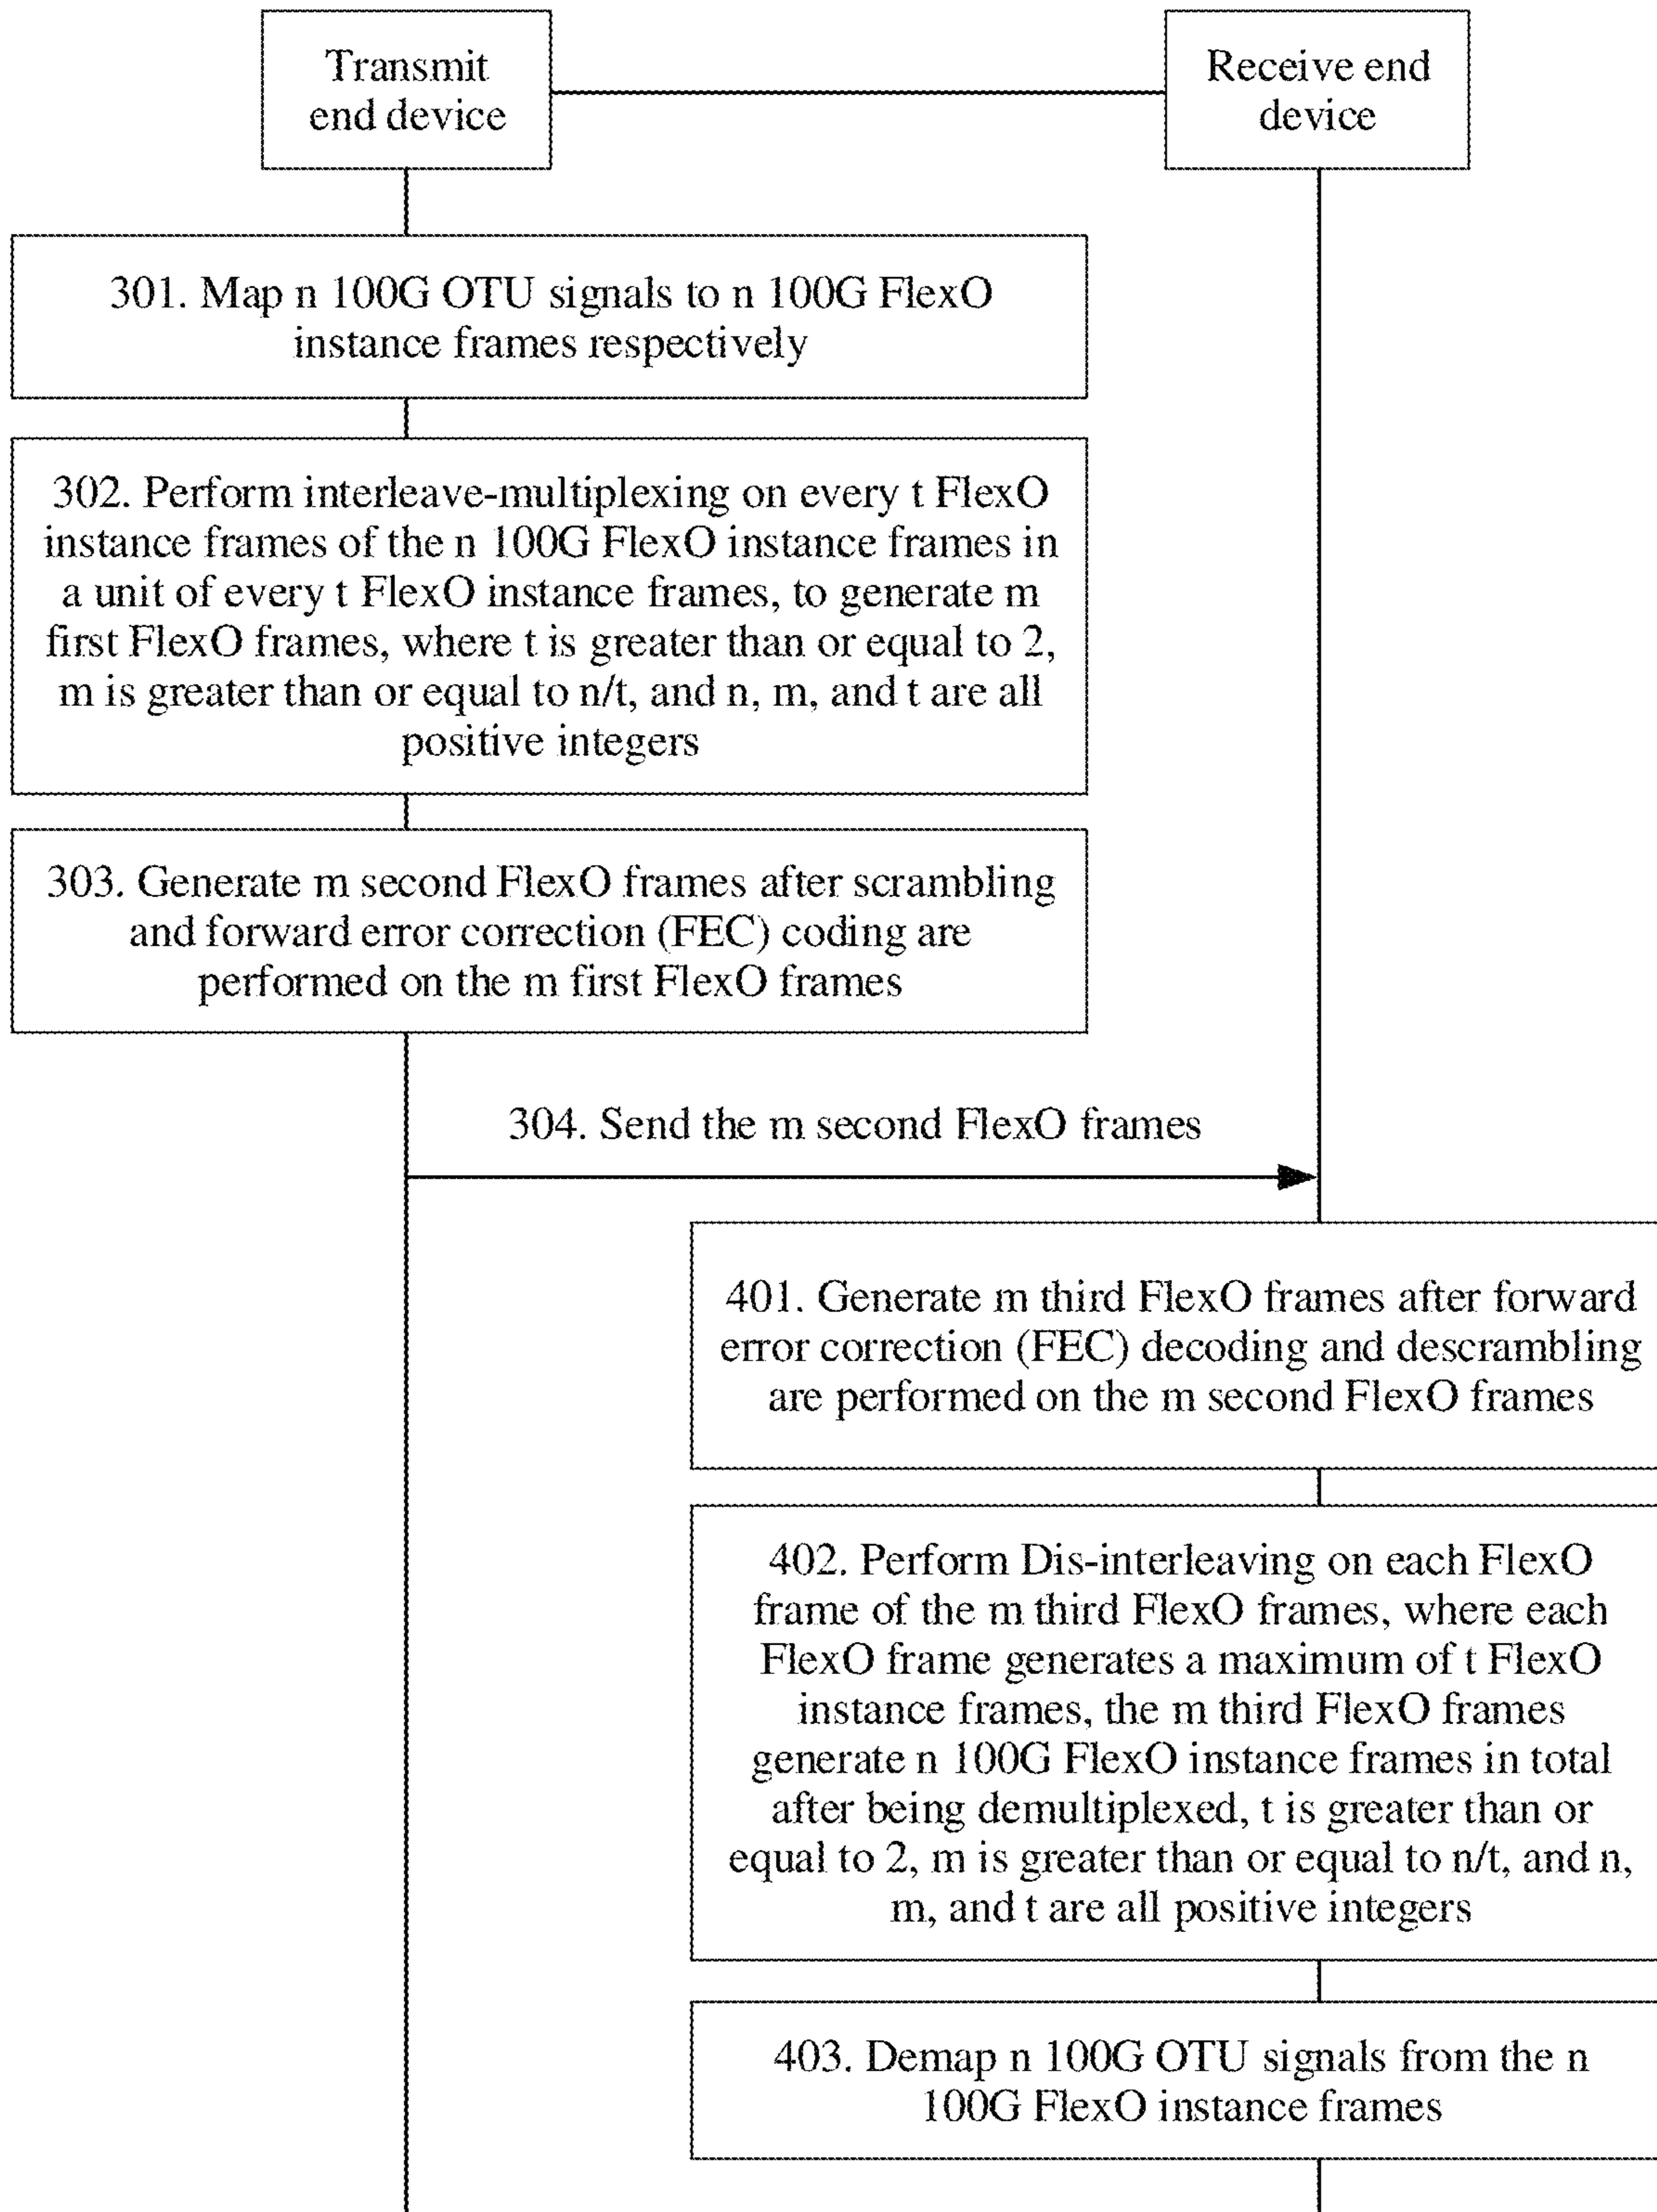 Transmit
end device
Receive end
device
301. Map n 100G OTU signals to n 100G FlexO
instance frames respectively
302. Perform interleave-multiplexing on every t FlexO
instance frames of the n 100G FlexO instance frames in
a unit of every t FlexO instance frames, to generate m
first FlexO frames, where t is greater than or equal to 2,
m is greater than or equal to n/t, and n, m, and t are all
positive integers
303. Generate m second FlexO frames after scrambling
and forward error correction (FEC) coding are
performed on the m first FlexO frames
304. Send the m second FlexO frames
401. Generate m third FlexO frames after forward
error correction (FEC) decoding and descrambling
are performed on the m second FlexO frames
402. Perform Dis-interleaving on each FlexO
frame of the m third FlexO frames, where each
FlexO frame generates a maximum of t FlexO
instance frames, the m third FlexO frames
generate n 100G FlexO instance frames in total
after being demultiplexed, t is greater than or
equal to 2, m is greater than or equal to n/t, and n,
m, and t are all positive integers
403. Demap n 100G OTU signals from the n
100G FlexO instance frames